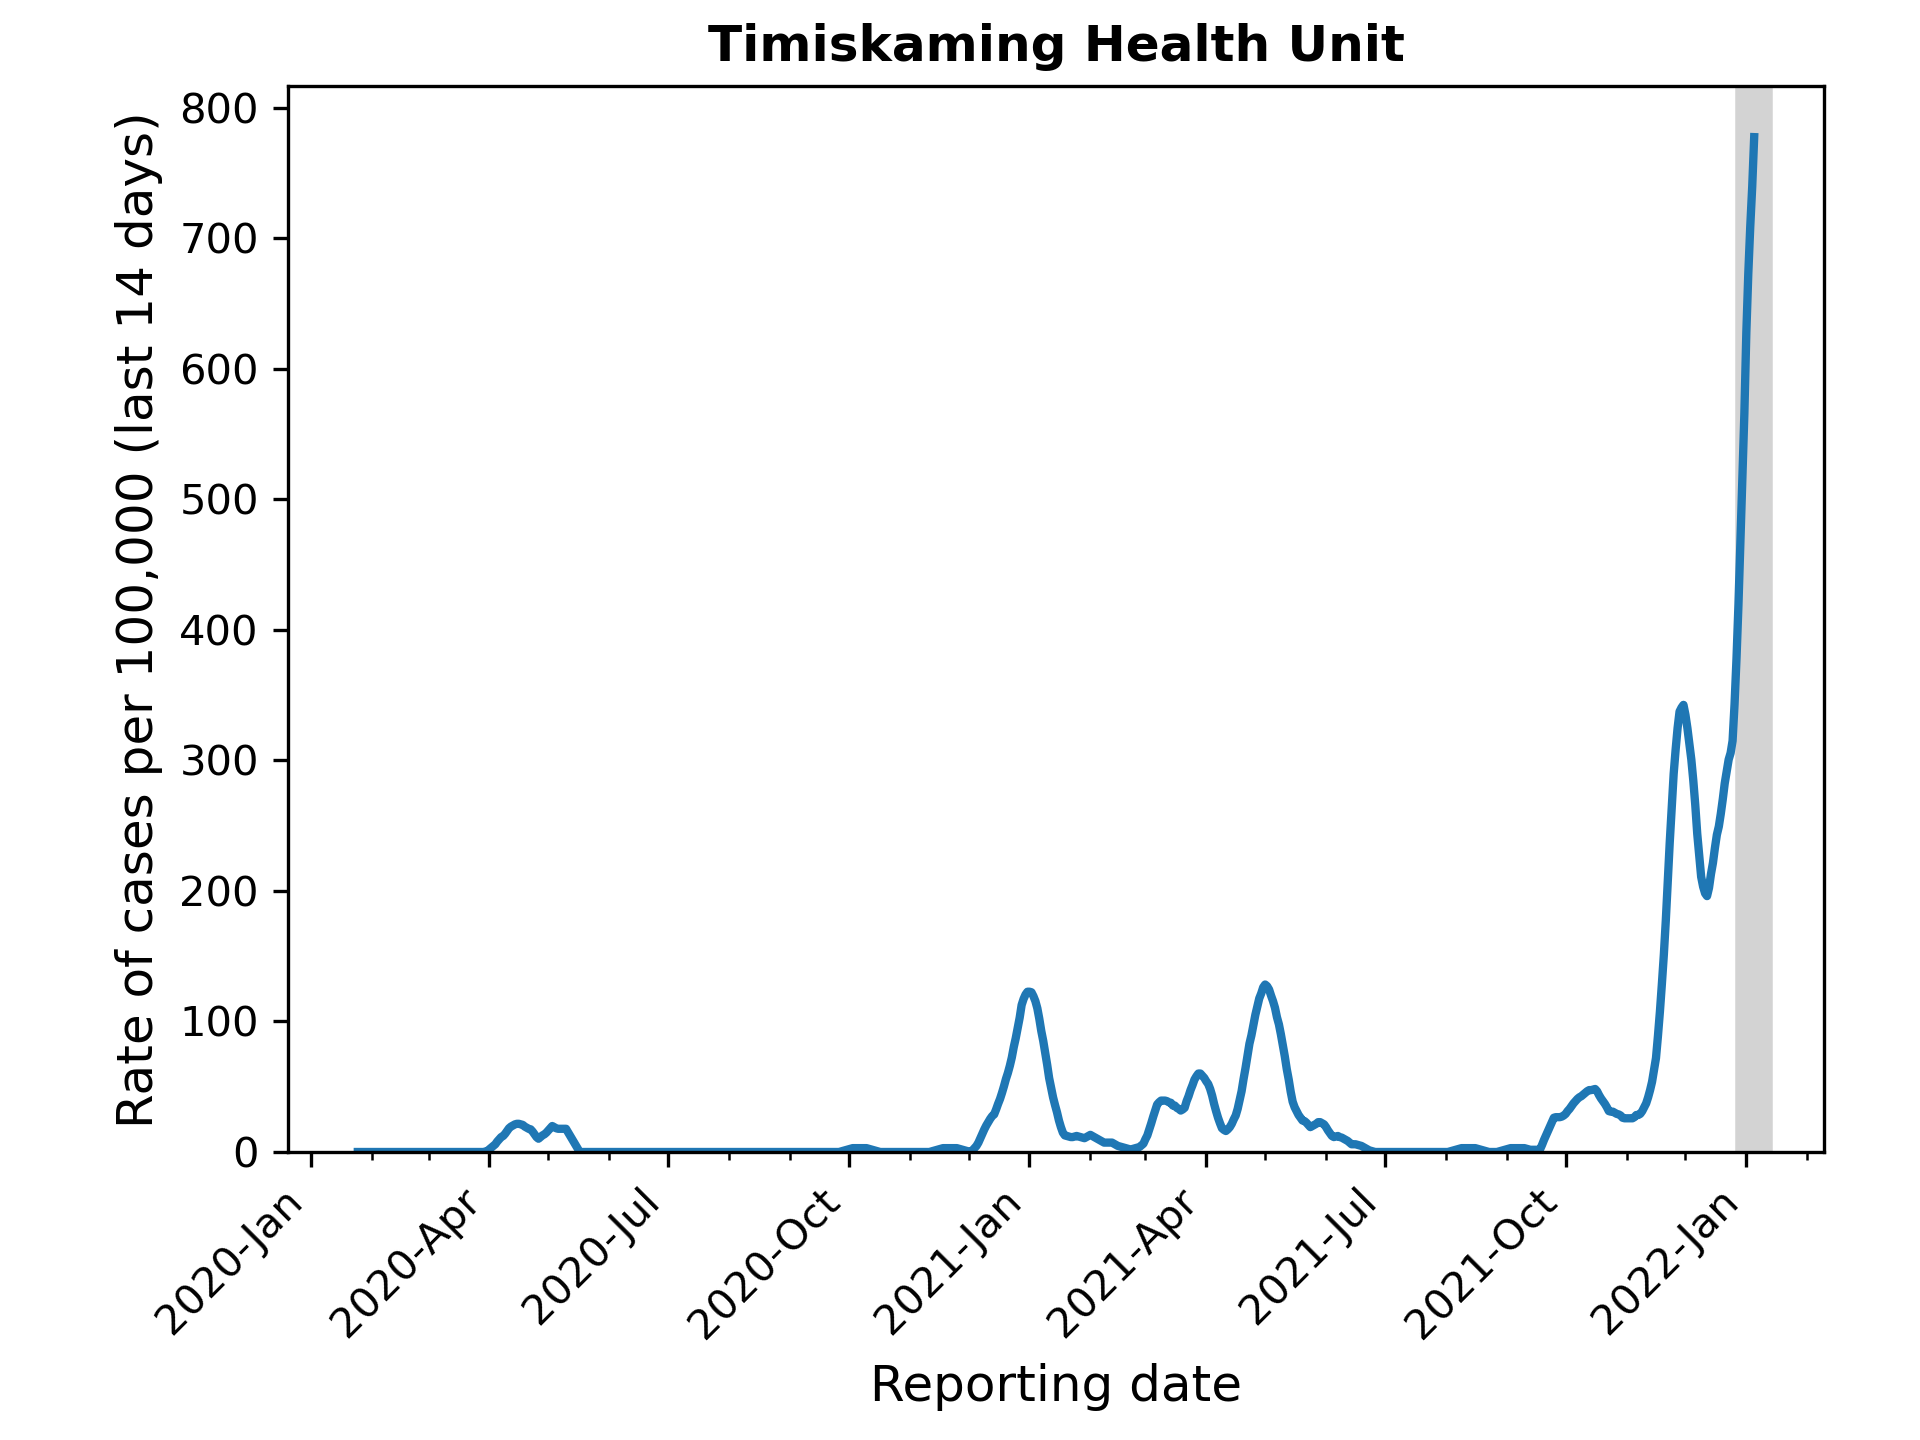 Timiskaming Health Unit
Rate of cases per 100,000 (last 14 days)
800
700
600
500
400
300
200
100
0
2020-Jan
2020-Apr
2020-Jul
2020-Oct
2021-Jan
2021-Apr
2021-Jul
2021-Oct
2022-Jan
Reporting date